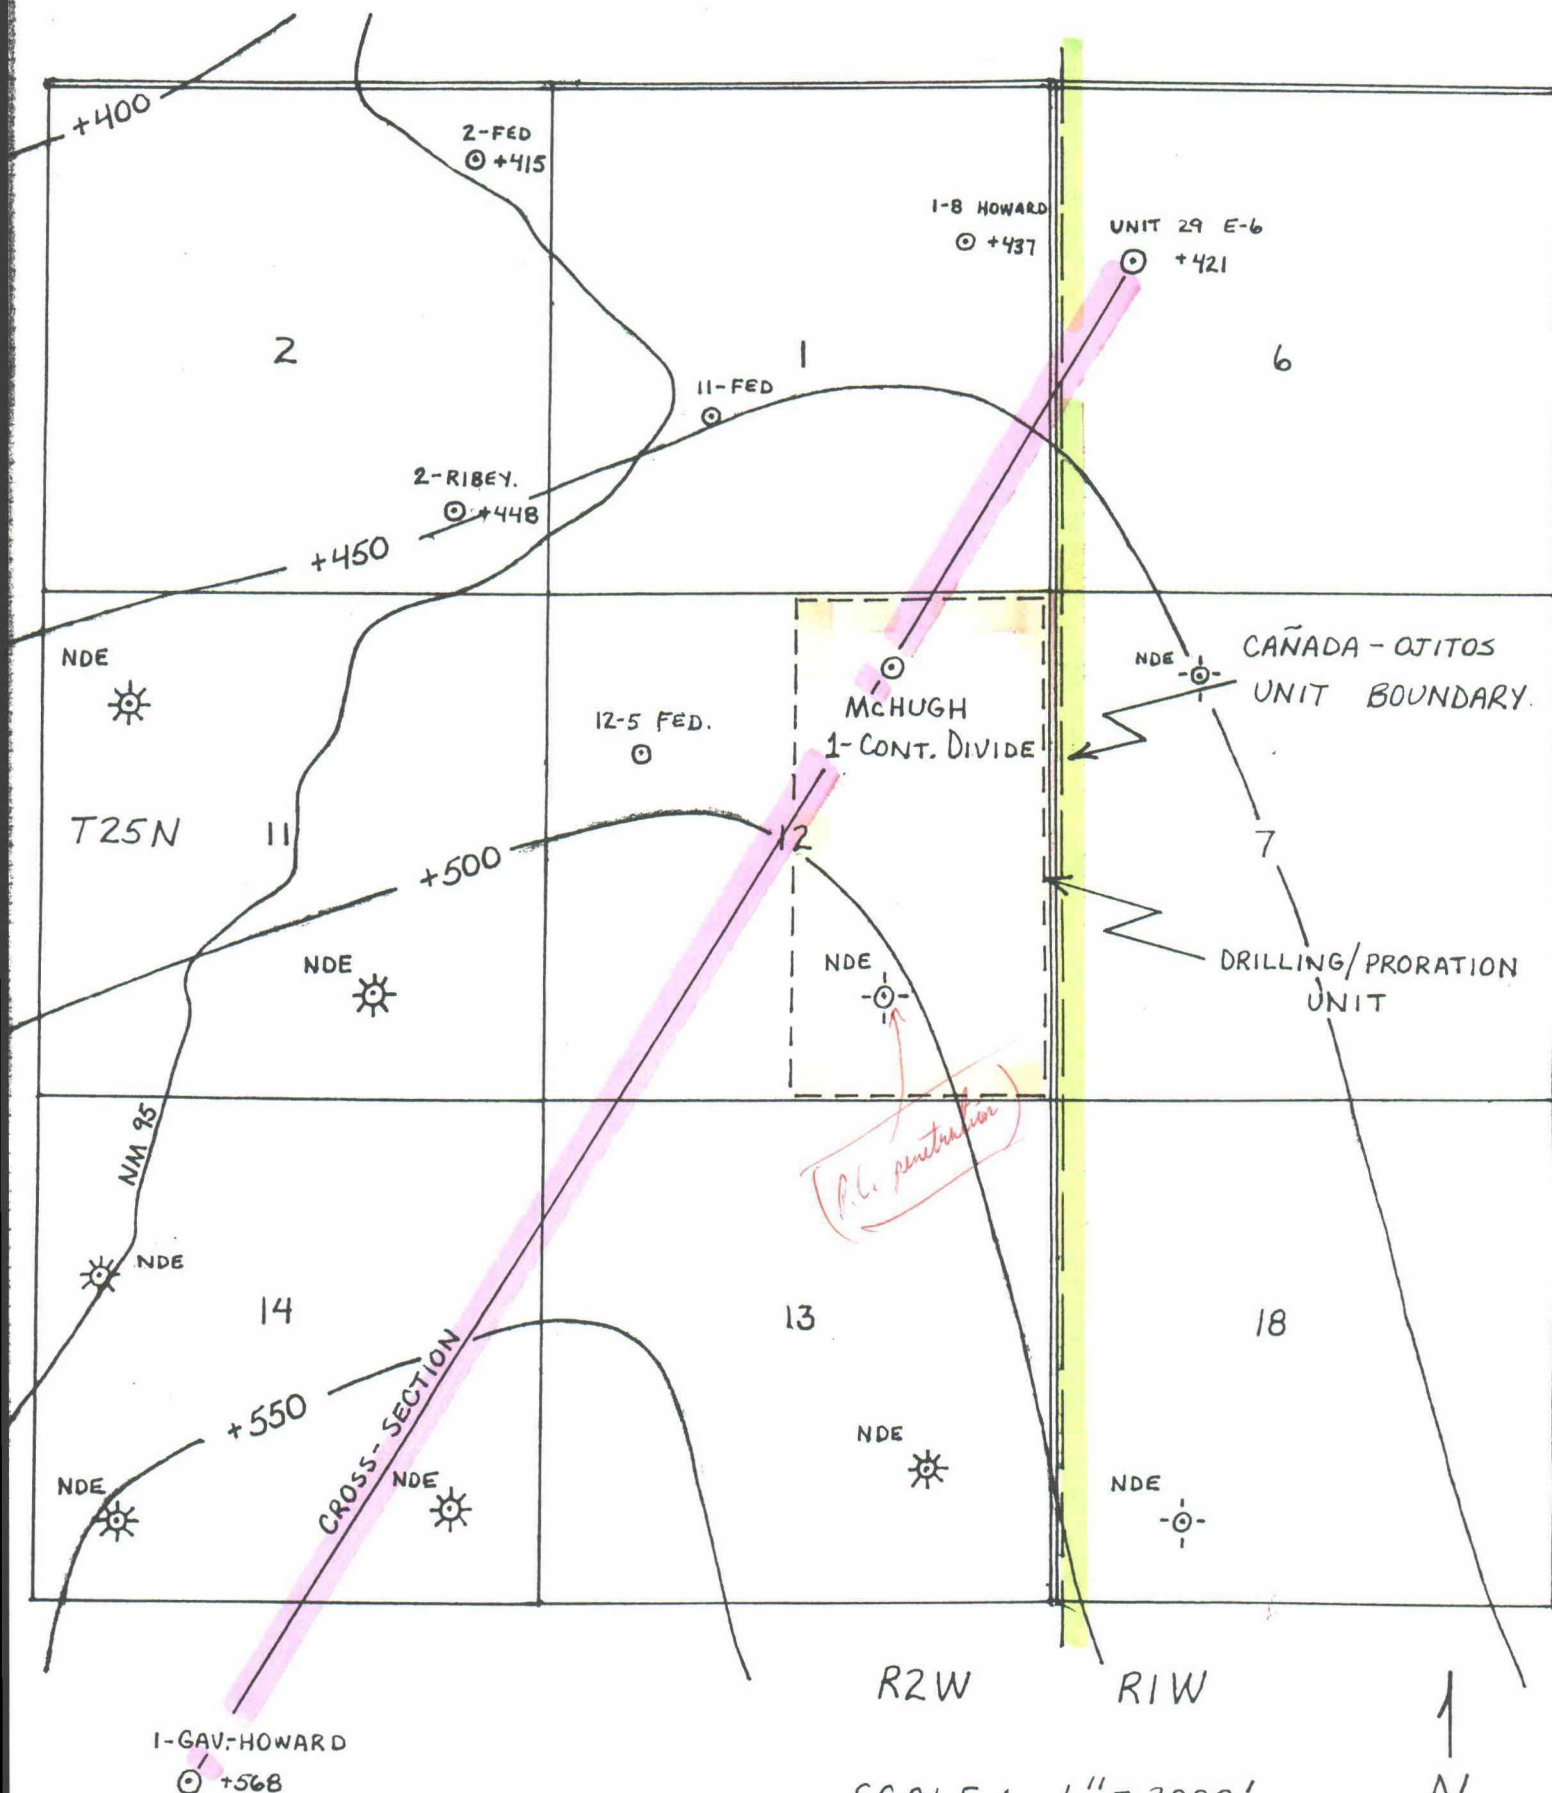 +400
2-FED
+415
1-8 HOWARD
+437
UNIT 29 E-6
+421
2
1
6
11-FED
2-RIBEY.
+448
+450
NDE
NDE
CAÑADA-OJITOS
UNIT BOUNDARY.
McHUGH
1-CONT. DIVIDE
12-5 FED.
T25N
11
12
7
+500
NDE
NDE
DRILLING/PRORATION
UNIT
P.C. penetration
NM 95
NDE
14
13
18
CROSS-SECTION
+550
NDE
NDE
NDE
NDE
R2W
R1W
1-GAV.-HOWARD
+568
N